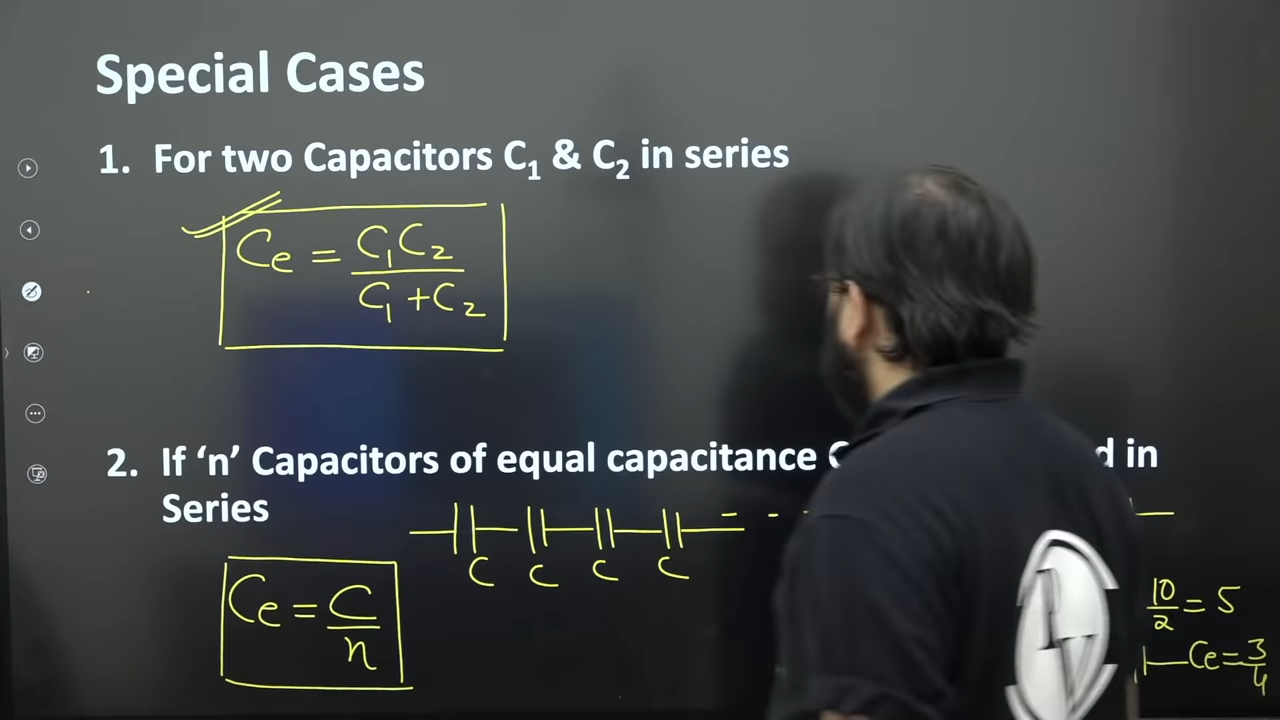 Special Cases
1. For two Capacitors C₁ & C₂ in series
Ce = C₁C₂ / C₁ + C₂
2. If ‘n’ Capacitors of equal capacitance d in
Series
C C C C
Ce = C / n
10/2 = 5
Ce = 3/4